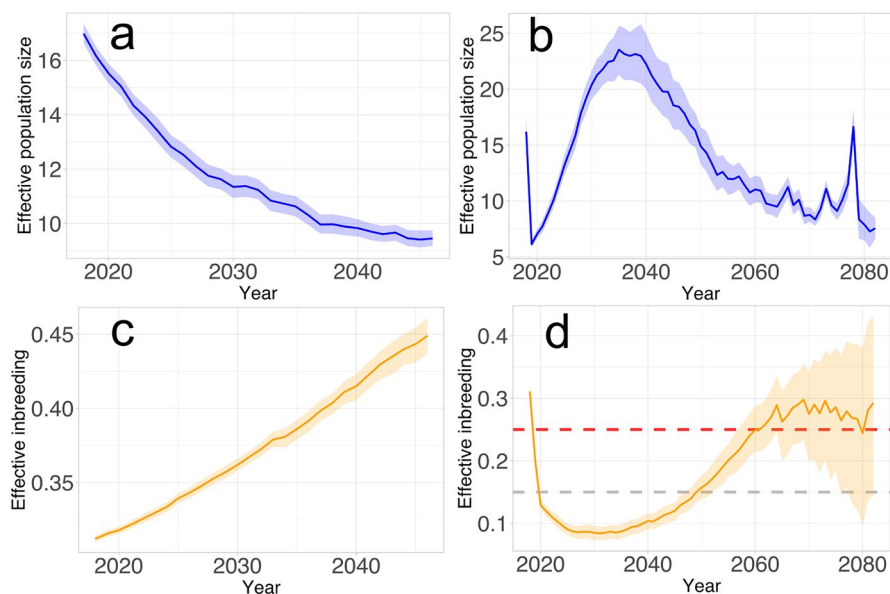 a
Effective population size
16
14
12
10
2020
2030
2040
Year
b
Effective population size
25
20
15
10
5
2020
2040
2060
2080
Year
c
Effective inbreeding
0.45
0.40
0.35
2020
2030
2040
Year
d
Effective inbreeding
0.4
0.3
0.2
0.1
2020
2040
2060
2080
Year